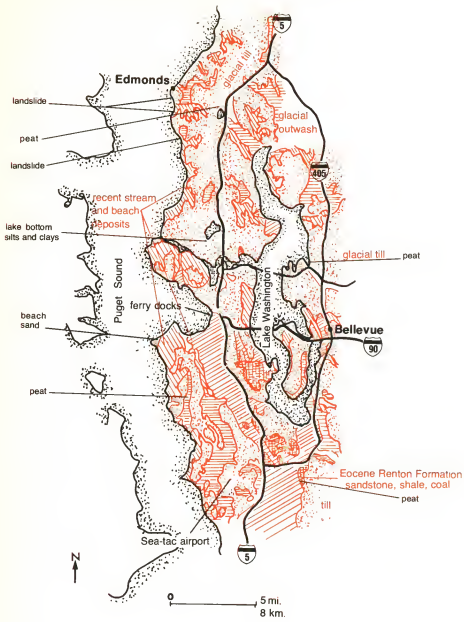 5
Edmonds
glacial till
landslide
peat
landslide
glacial
outwash
405
recent stream
and beach
deposits
lake bottom
silts and clays
glacial till
peat
Puget Sound
ferry docks
Lake Washington
beach
sand
Bellevue
90
peat
Eocene Renton Formation
sandstone, shale, coal
peat
till
Sea-tac airport
5
N
0
5 mi.
8 km.